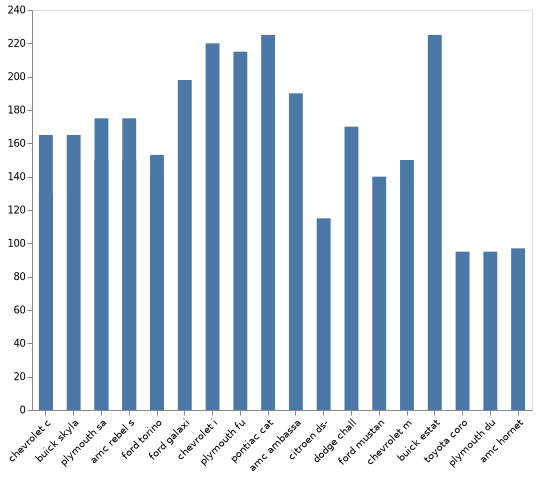 240
220
200
180
160
140
120
100
80
60
40
20
0
chevrolet c
buick skyla
plymouth sa
amc rebel s
ford torino
ford galaxi
chevrolet i
plymouth fu
pontiac cat
amc ambassa
citroen ds-
dodge chall
ford mustan
chevrolet m
buick estat
toyota coro
plymouth du
amc hornet